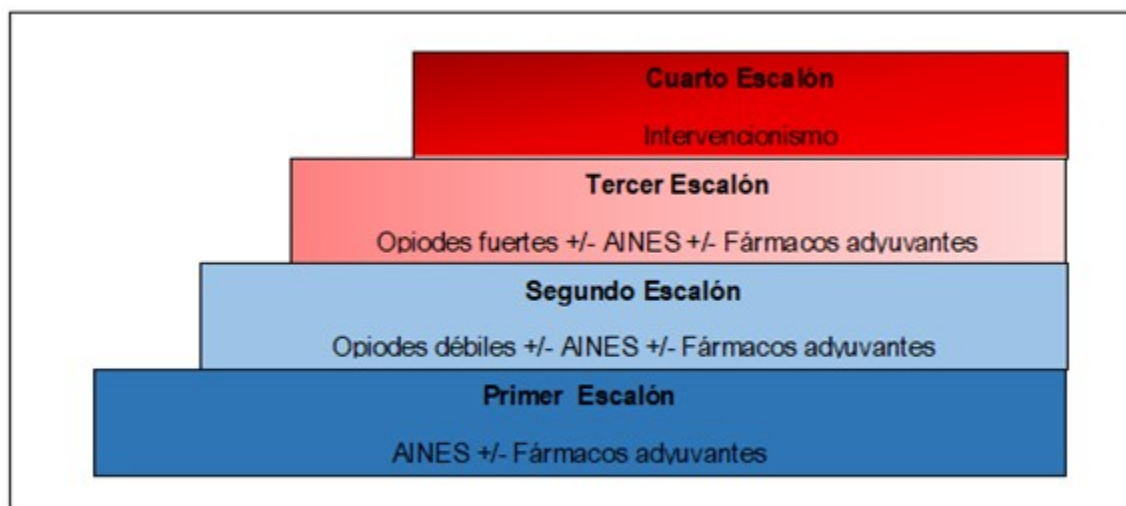 Cuarto Escalón
Intervencionismo
Tercer Escalón
Opiodes fuertes +/- AINES +/- Fármacos adyuvantes
Segundo Escalón
Opiodes débiles +/- AINES +/- Fármacos adyuvantes
Primer Escalón
AINES +/- Fármacos adyuvantes